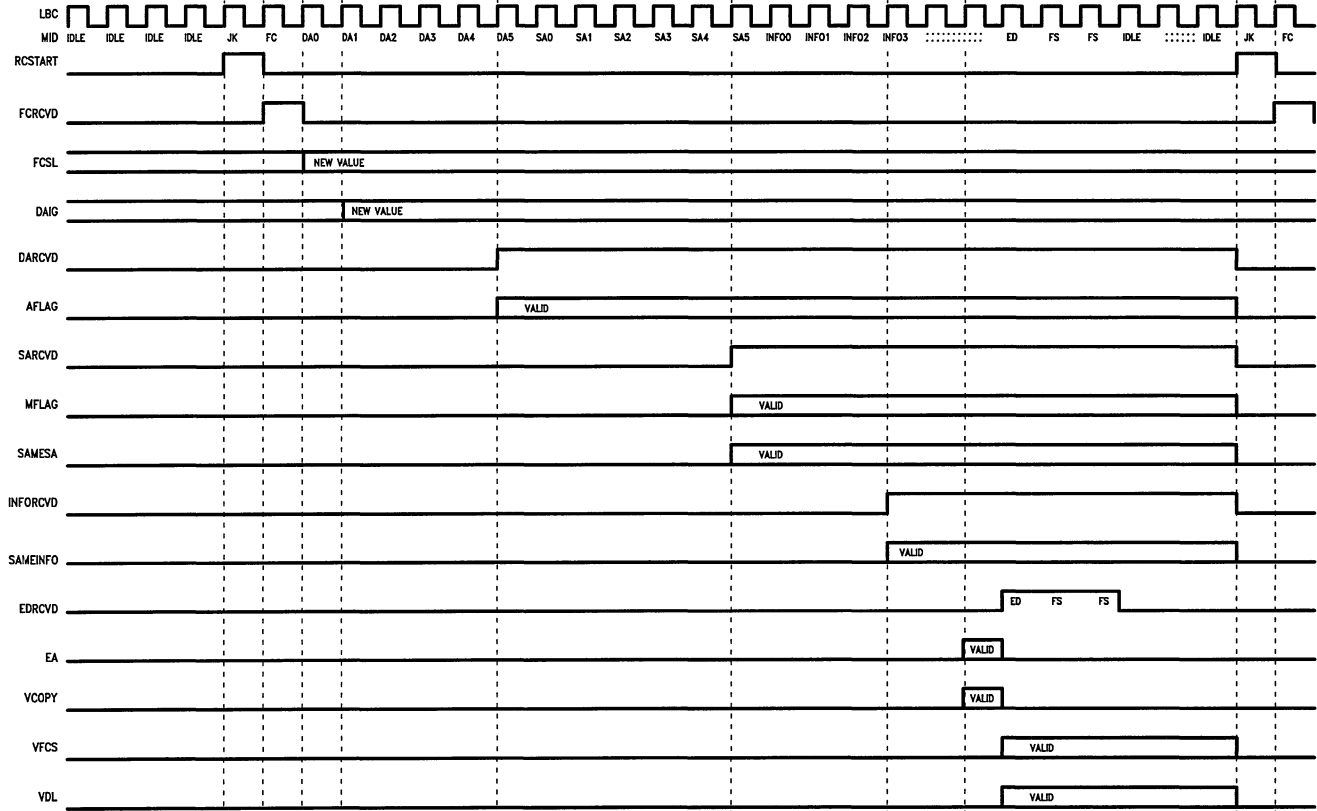 LBC
MID IDLE IDLE IDLE IDLE JK FC DA0 DA1 DA2 DA3 DA4 DA5 SA0 SA1 SA2 SA3 SA4 SA5 INFO0 INFO1 INFO2 INFO3 :::::::::: ED FS FS IDLE :::::: IDLE JK FC
RCSTART
FCRCVD
FCSL NEW VALUE
DAIG NEW VALUE
DARCVD
AFLAG VALID
SARCVD
MFLAG VALID
SAMESA VALID
INFORCVD
SAMEINFO VALID
EDRCVD ED FS FS
EA VALID
VCOPY VALID
VFCS VALID
VDL VALID